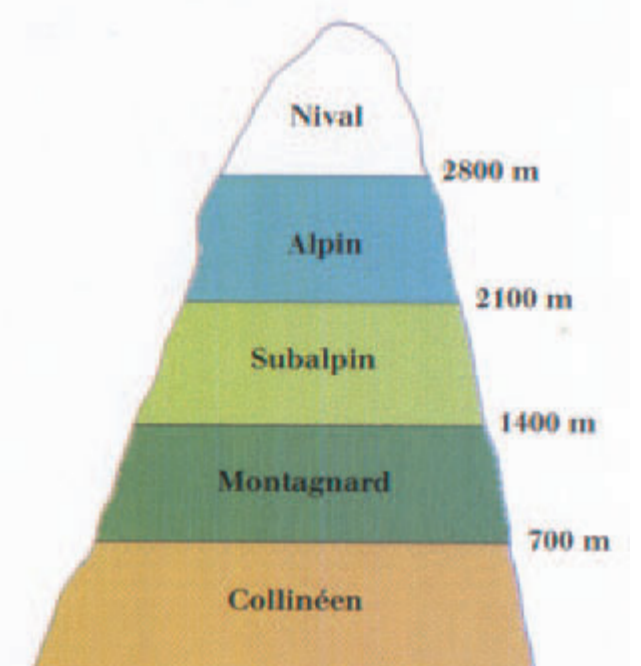 Nival
2800 m
Alpin
2100 m
Subalpin
1400 m
Montagnard
700 m
Collinéen